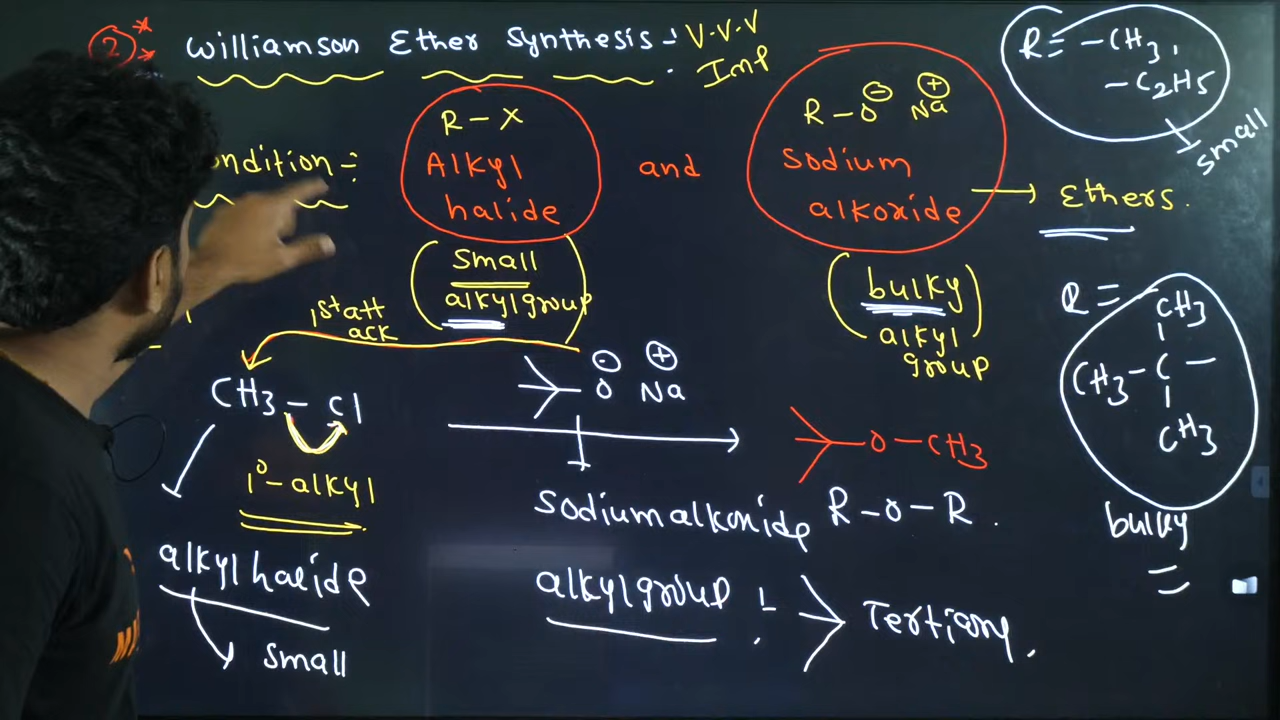 2 Williamson Ether Synthesis - V.V.V Imp
ondition :-
R - X
Alkyl
halide
and
R - O⊖ Na⊕
Sodium
alkoxide
→ Ethers.
R = - CH3,
- C2H5
small
(small
alkyl group)
(bulky
alkyl
group)
R =
CH3
CH3 - C -
CH3
bulky
1st att
ack
CH3 - Cl
O⊖ Na⊕
O - CH3
1° - alkyl
Sodium alkoxide
R - O - R .
alkyl halide
small
alkyl group :-
Tertiary.